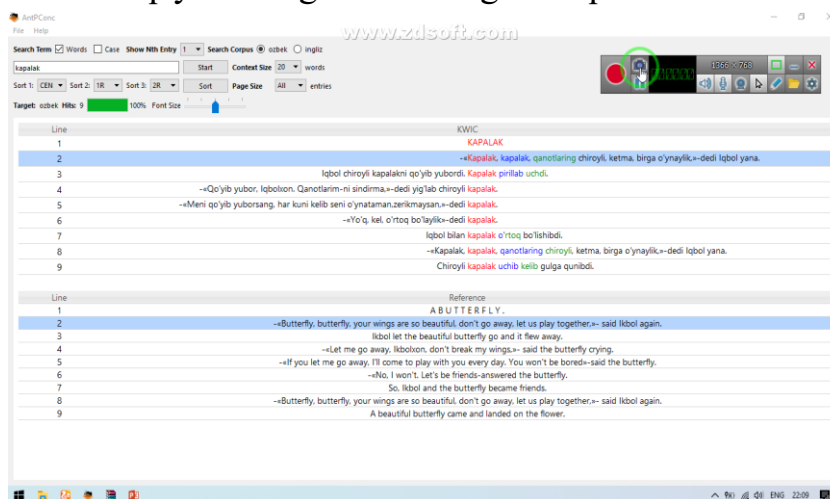 AntPConc
File Help
www.zdsoft.com
Search Term Words Case Show Nth Entry 1 Search Corpus ozbek ingliz
kapalak Start Context Size 20 words
1366 × 768
Sort 1: CEN Sort 2: 1R Sort 3: 2R Sort Page Size All entries
Target: ozbek Hits: 9 100% Font Size
Line KWIC
1 KAPALAK
2 -«Kapalak, kapalak, qanotlaring chiroyli, ketma, birga o'ynaylik,»-dedi Iqbol yana.
3 Iqbol chiroyli kapalakni qo'yib yubordi. Kapalak pirillab uchdi.
4 -«Qo'yib yubor, Iqbolxon. Qanotlarim-ni sindirma,»-dedi yig'lab chiroyli kapalak.
5 -«Meni qo'yib yuborsang, har kuni kelib seni o'ynataman,zerikmaysan,»-dedi kapalak.
6 -«Yo'q, kel, o'rtoq bo'laylik»-dedi kapalak.
7 Iqbol bilan kapalak o'rtoq bo'lishibdi.
8 -«Kapalak, kapalak, qanotlaring chiroyli, ketma, birga o'ynaylik,»-dedi Iqbol yana.
9 Chiroyli kapalak uchib kelib gulga qunibdi.
Line Reference
1 A B U T T E R F L Y .
2 -«Butterfly, butterfly, your wings are so beautiful, don't go away, let us play together,»- said Ikbol again.
3 Ikbol let the beautiful butterfly go and it flew away.
4 -«Let me go away, Ikbolxon, don't break my wings,»- said the butterfly crying.
5 -«If you let me go away, I'll come to play with you every day. You won't be bored»-said the butterfly.
6 -«No, I won't. Let's be friends-answered the butterfly.
7 So, Ikbol and the butterfly became friends.
8 -«Butterfly, butterfly, your wings are so beautiful, don't go away, let us play together,»- said Ikbol again.
9 A beautiful butterfly came and landed on the flower.
ENG 22:09